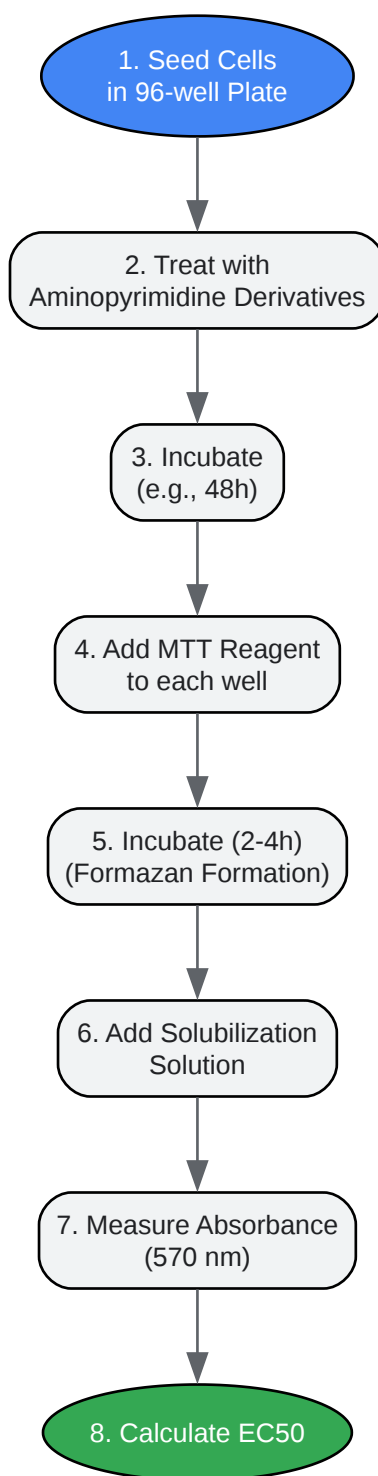 1. Seed Cells
in 96-well Plate
2. Treat with
Aminopyrimidine Derivatives
3. Incubate
(e.g., 48h)
4. Add MTT Reagent
to each well
5. Incubate (2-4h)
(Formazan Formation)
6. Add Solubilization
Solution
7. Measure Absorbance
(570 nm)
8. Calculate EC50